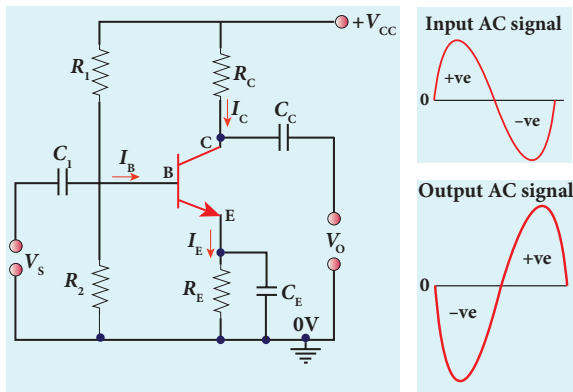 +V_CC
R_1
R_C
I_C
C_C
C
C_1
I_B
B
E
V_S
I_E
V_O
R_2
R_E
C_E
0V
Input AC signal
+ve
0
–ve
Output AC signal
+ve
0
–ve